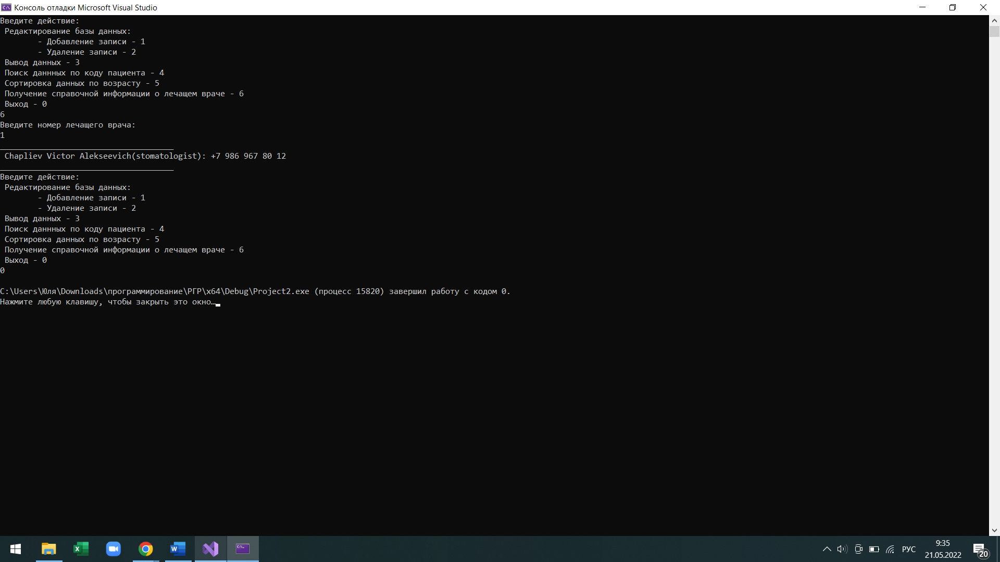 Консоль отладки Microsoft Visual Studio
Введите действие:
Редактирование базы данных:
- Добавление записи - 1
- Удаление записи - 2
Вывод данных - 3
Поиск даннных по коду пациента - 4
Сортировка данных по возрасту - 5
Получение справочной информации о лечащем враче - 6
Выход - 0
6
Введите номер лечащего врача:
1
_____________________________________
Chapliev Victor Alekseevich(stomatologist): +7 986 967 80 12
_____________________________________
Введите действие:
Редактирование базы данных:
- Добавление записи - 1
- Удаление записи - 2
Вывод данных - 3
Поиск даннных по коду пациента - 4
Сортировка данных по возрасту - 5
Получение справочной информации о лечащем враче - 6
Выход - 0
0
C:\Users\Юля\Downloads\программирование\РГР\x64\Debug\Project2.exe (процесс 15820) завершил работу с кодом 0.
Нажмите любую клавишу, чтобы закрыть это окно…
РУС
9:35
21.05.2022
20